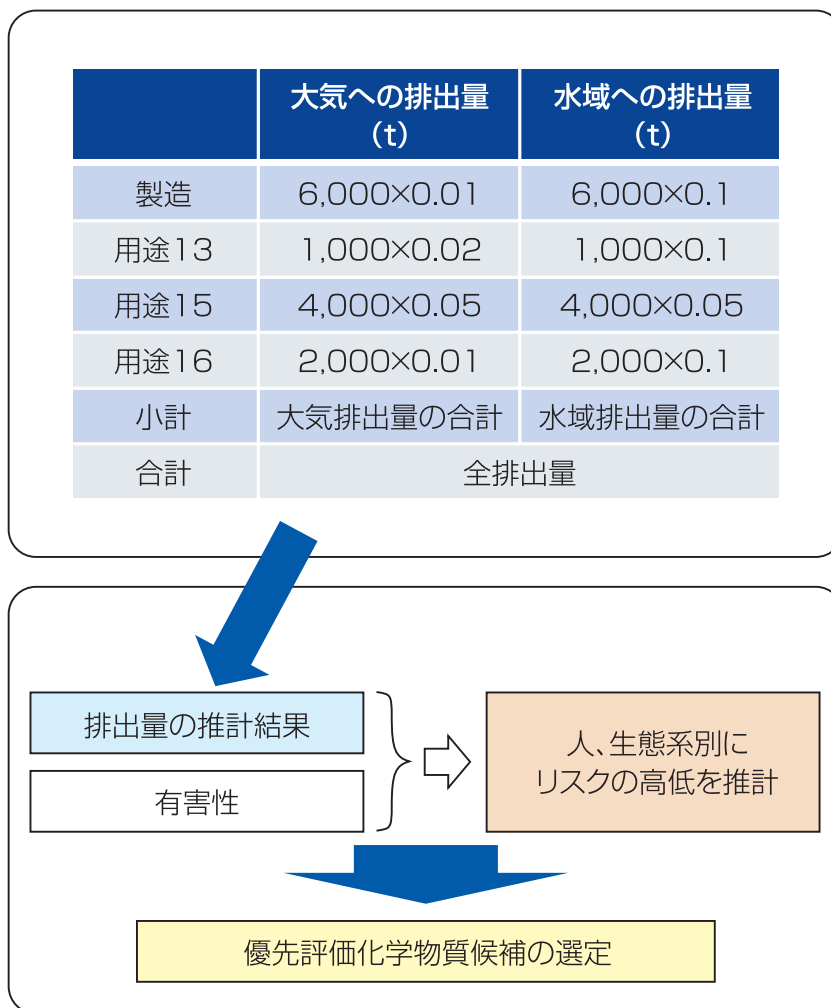 大気への排出量
(t)
水域への排出量
(t)
製造
6,000×0.01
6,000×0.1
用途13
1,000×0.02
1,000×0.1
用途15
4,000×0.05
4,000×0.05
用途16
2,000×0.01
2,000×0.1
小計
大気排出量の合計
水域排出量の合計
合計
全排出量
排出量の推計結果
有害性
人、生態系別に
リスクの高低を推計
優先評価化学物質候補の選定